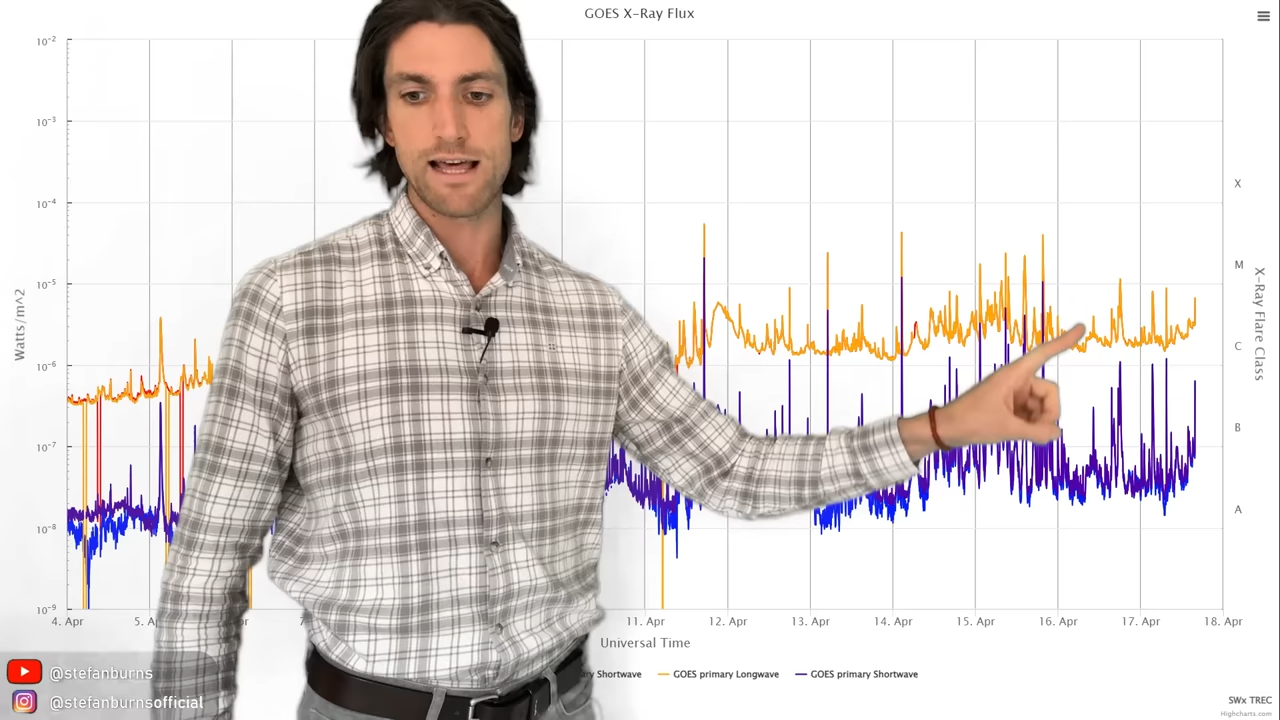 GOES X-Ray Flux
10-2
10-3
10-4
10-5
10-6
10-7
10-8
10-9
Watts/m^2
X
M
C
B
A
X-Ray Flare Class
4. Apr
5. Ap
7
11. Apr
12. Apr
13. Apr
14. Apr
15. Apr
16. Apr
17. Apr
18. Apr
Universal Time
ary Shortwave
GOES primary Longwave
GOES primary Shortwave
@stefanburns
@stefanburnsofficial
SWx TREC
Highcharts.com